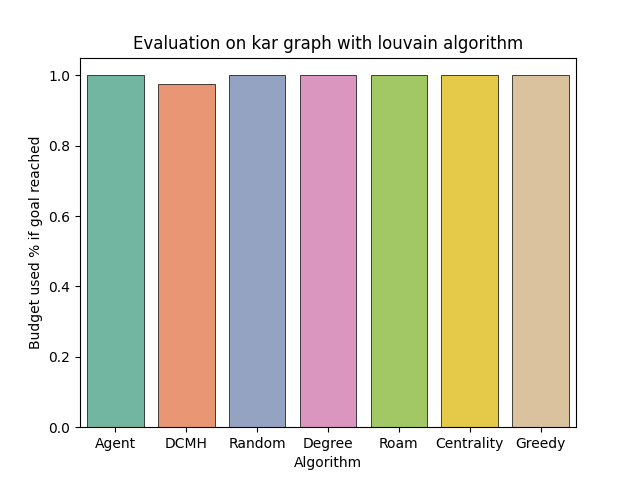 Evaluation on kar graph with louvain algorithm
Budget used % if goal reached
1.0
0.8
0.6
0.4
0.2
0.0
Agent DCMH Random Degree Roam Centrality Greedy
Algorithm